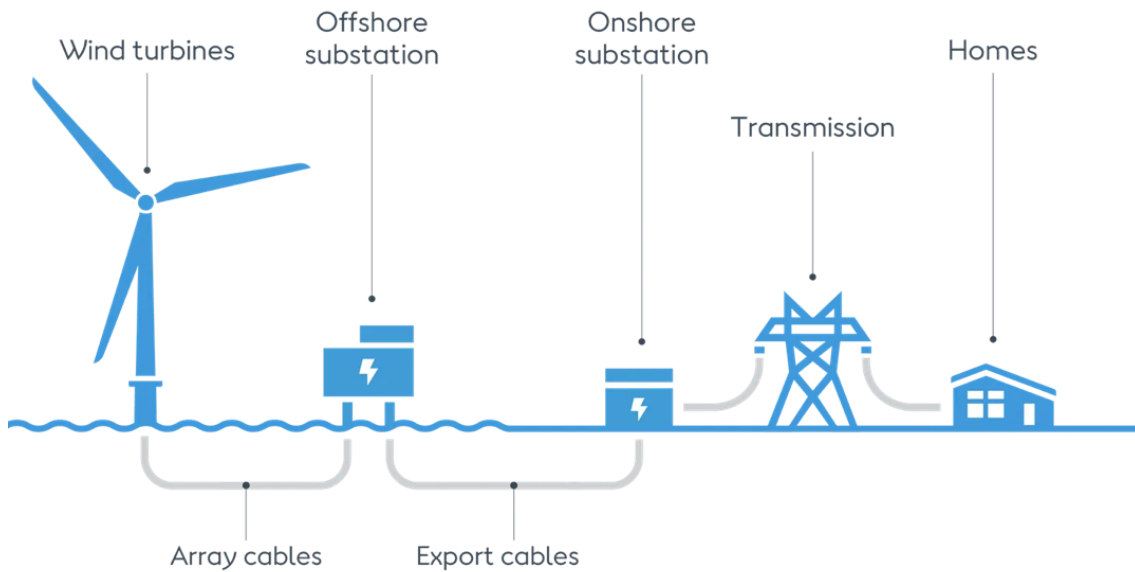 Wind turbines
Offshore
substation
Onshore
substation
Homes
Transmission
Array cables
Export cables